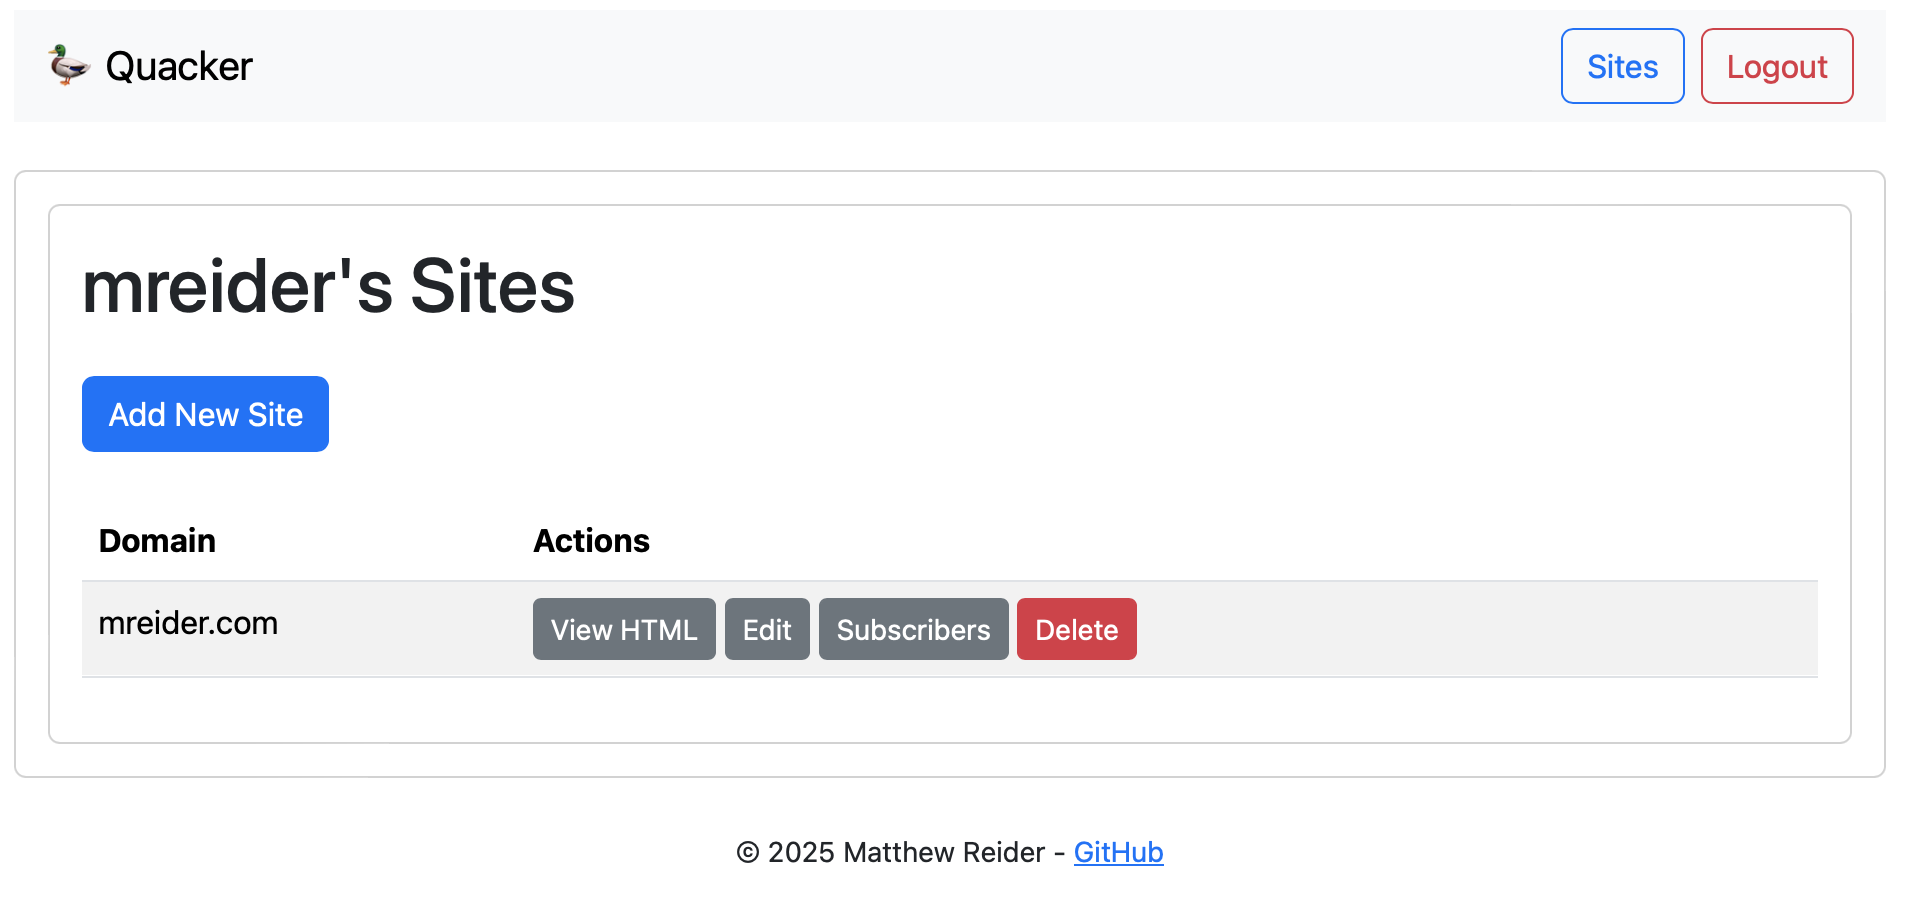 Quacker
Sites
Logout
mreider's Sites
Add New Site
Domain Actions
mreider.com View HTML Edit Subscribers Delete
© 2025 Matthew Reider - GitHub